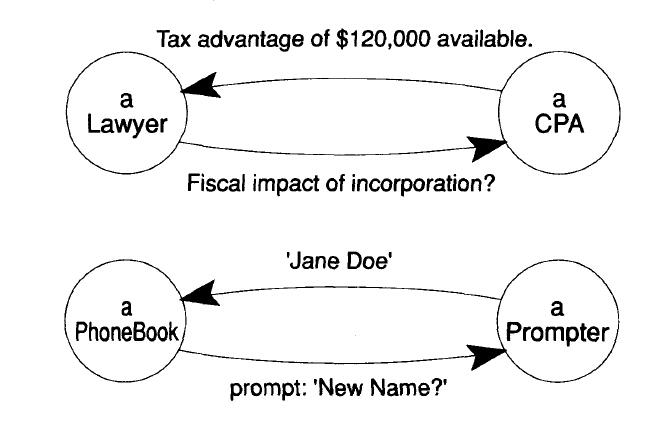 Tax advantage of $120,000 available.
a
Lawyer
a
CPA
Fiscal impact of incorporation?
'Jane Doe'
a
PhoneBook
a
Prompter
prompt: 'New Name?'